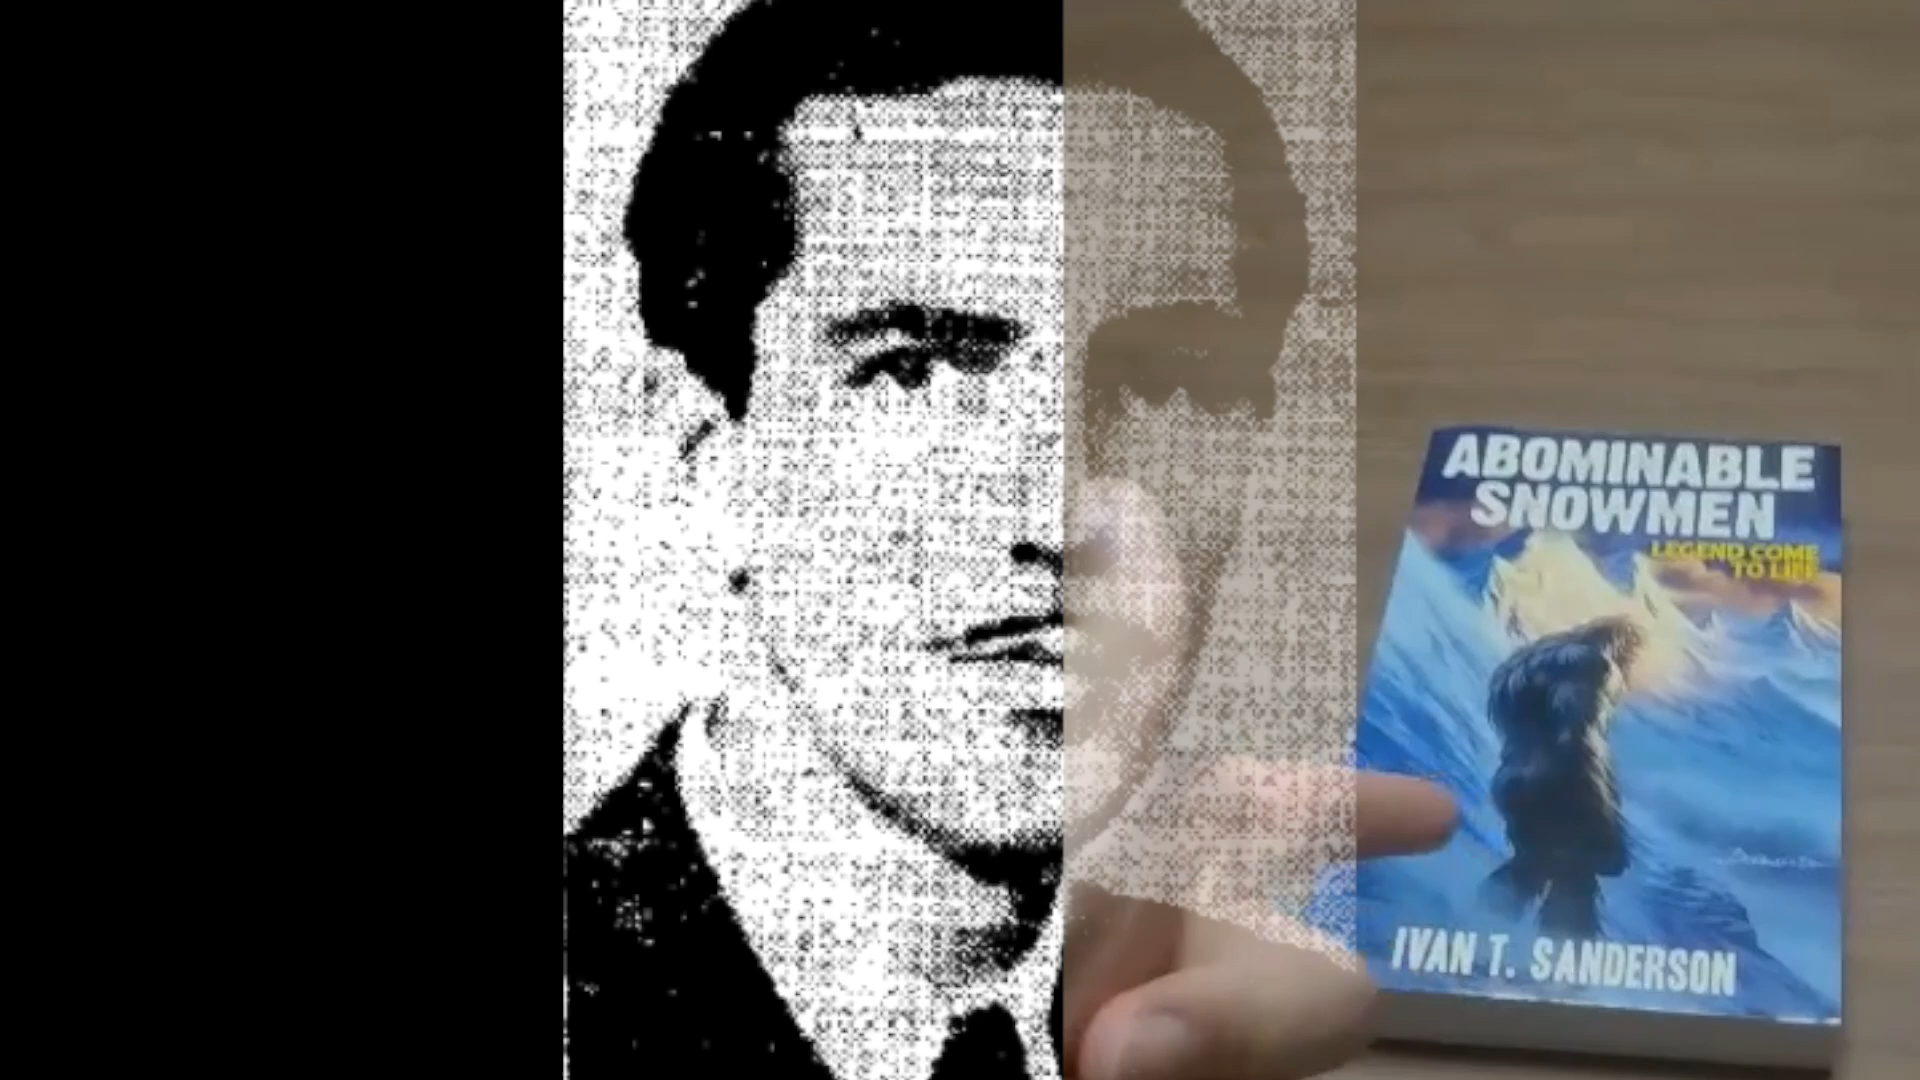 ABOMINABLE
SNOWMEN
LEGEND COME
TO LIFE
IVAN T. SANDERSON